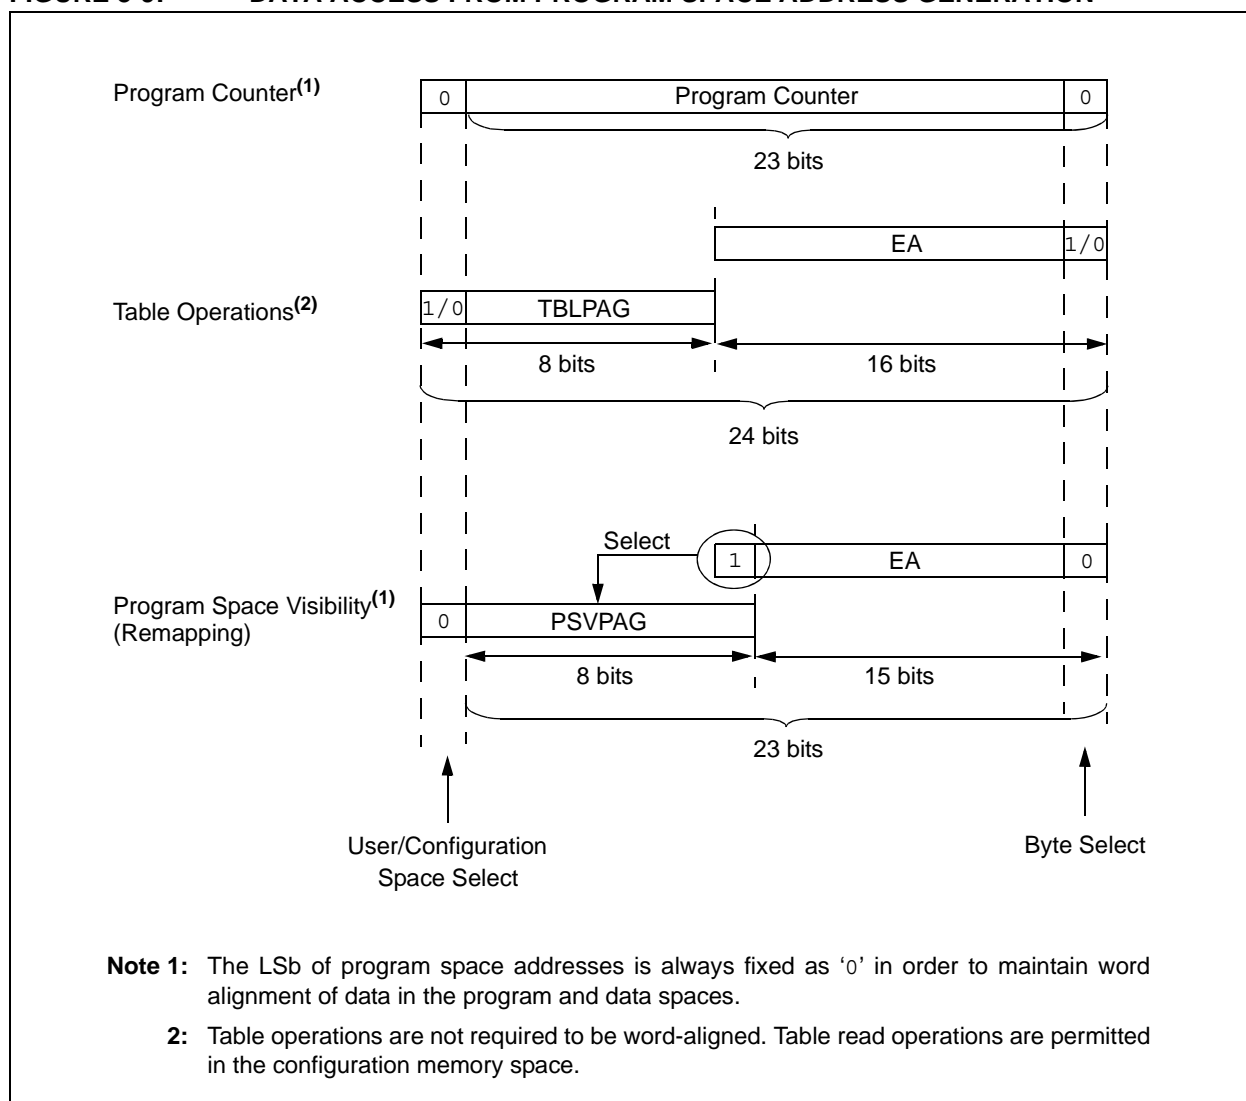 Program Counter(1)
0
Program Counter
0
23 bits
EA
1/0
Table Operations(2)
1/0
TBLPAG
8 bits
16 bits
24 bits
Select
1
EA
0
Program Space Visibility(1)
(Remapping)
0
PSVPAG
8 bits
15 bits
23 bits
User/Configuration
Space Select
Byte Select
Note 1: The LSb of program space addresses is always fixed as ‘0’ in order to maintain word
alignment of data in the program and data spaces.
2: Table operations are not required to be word-aligned. Table read operations are permitted
in the configuration memory space.